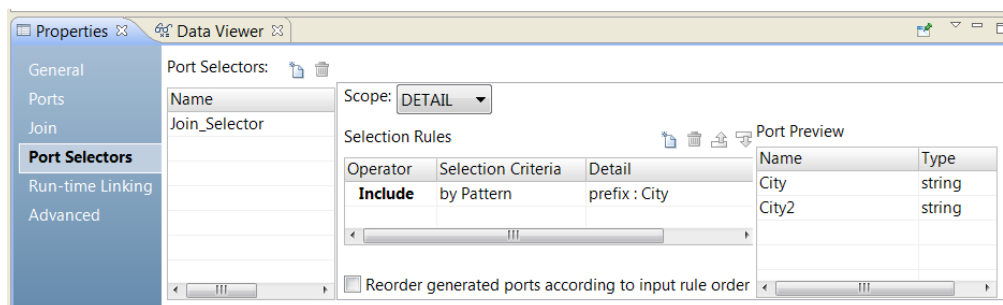 Properties
Data Viewer
General
Ports
Join
Port Selectors
Run-time Linking
Advanced
Port Selectors:
Name
Join_Selector
Scope: DETAIL
Selection Rules
Operator Selection Criteria Detail
Include by Pattern prefix : City
Reorder generated ports according to input rule order
Port Preview
Name Type
City string
City2 string